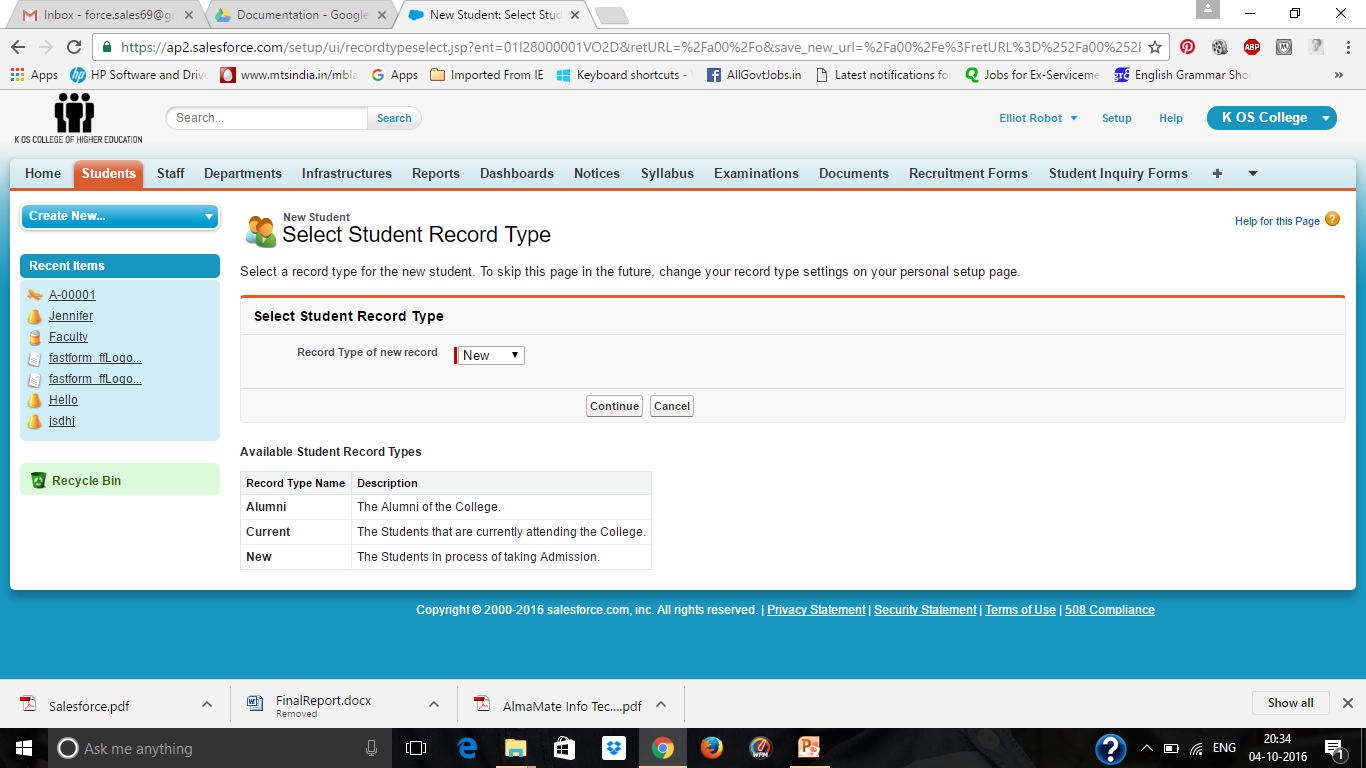 Inbox - force.sales69@g
Documentation - Google
New Student: Select Stud
https://ap2.salesforce.com/setup/ui/recordtypeselect.jsp?ent=01I28000001VO2D&retURL=%2Fa00%2Fo&save_new_url=%2Fa00%2Fe%3FretURL%3D%252Fa00%252F
ABP
Apps
HP Software and Drive
www.mtsindia.in/mbla
Apps
Imported From IE
Keyboard shortcuts -
AllGovtJobs.in
Latest notifications fo
Jobs for Ex-Serviceme
English Grammar Sho
»
K OS COLLEGE OF HIGHER EDUCATION
Search...
Search
Elliot Robot
Setup
Help
K OS College
Home
Students
Staff
Departments
Infrastructures
Reports
Dashboards
Notices
Syllabus
Examinations
Documents
Recruitment Forms
Student Inquiry Forms
+
Create New...
Recent Items
A-00001
Jennifer
Faculty
fastform_ffLogo...
fastform_ffLogo...
Hello
jsdhj
Recycle Bin
New Student
Select Student Record Type
Help for this Page
Select a record type for the new student. To skip this page in the future, change your record type settings on your personal setup page.
Select Student Record Type
Record Type of new record
New
Continue
Cancel
Available Student Record Types
Record Type Name Description
Alumni The Alumni of the College.
Current The Students that are currently attending the College.
New The Students in process of taking Admission.
Copyright © 2000-2016 salesforce.com, inc. All rights reserved. | Privacy Statement | Security Statement | Terms of Use | 508 Compliance
Salesforce.pdf
FinalReport.docx
Removed
AlmaMate Info Tec....pdf
Show all
Ask me anything
WPM
ENG
20:34
04-10-2016
1